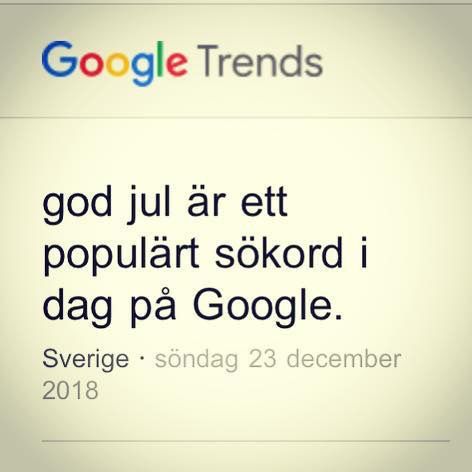 Google Trends
god jul är ett
populärt sökord i
dag på Google.
Sverige · söndag 23 december
2018